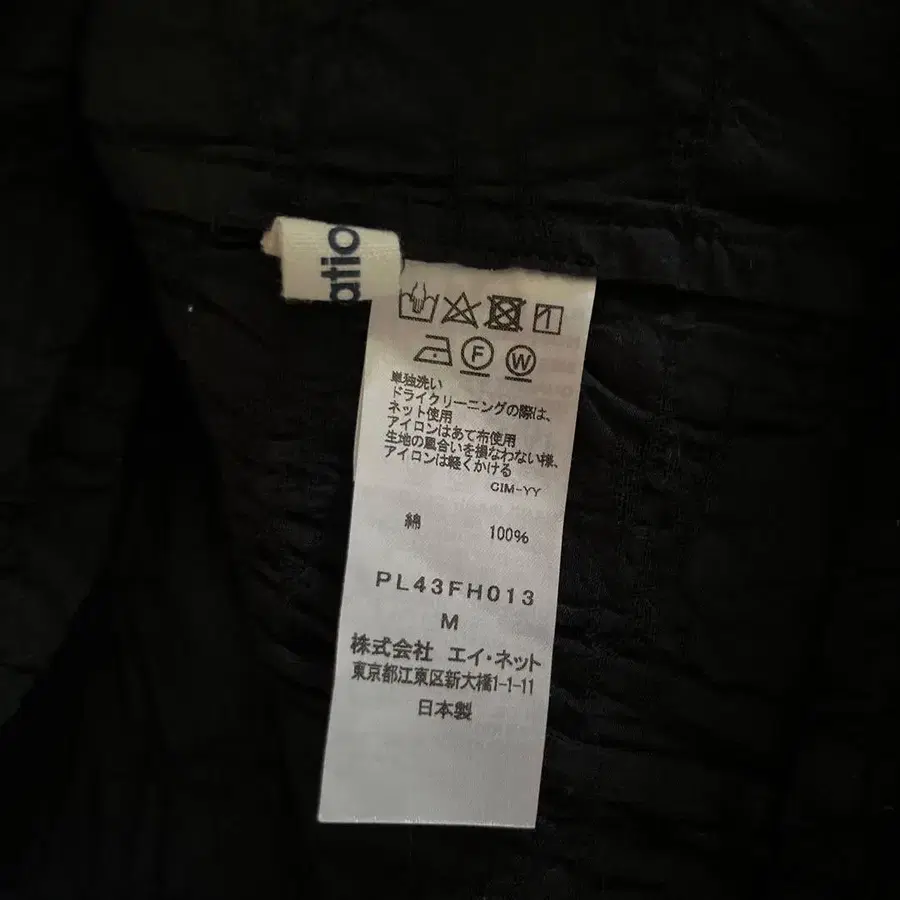 atio
F W
単独洗い
ドライクリーニングの際は、
ネット使用
アイロンはあて布使用
生地の風合いを損なわない様、
アイロンは軽くかける
CIM-YY
綿 100%
PL43FH013
M
株式会社 エイ・ネット
東京都江東区新大橋1-1-11
日本製